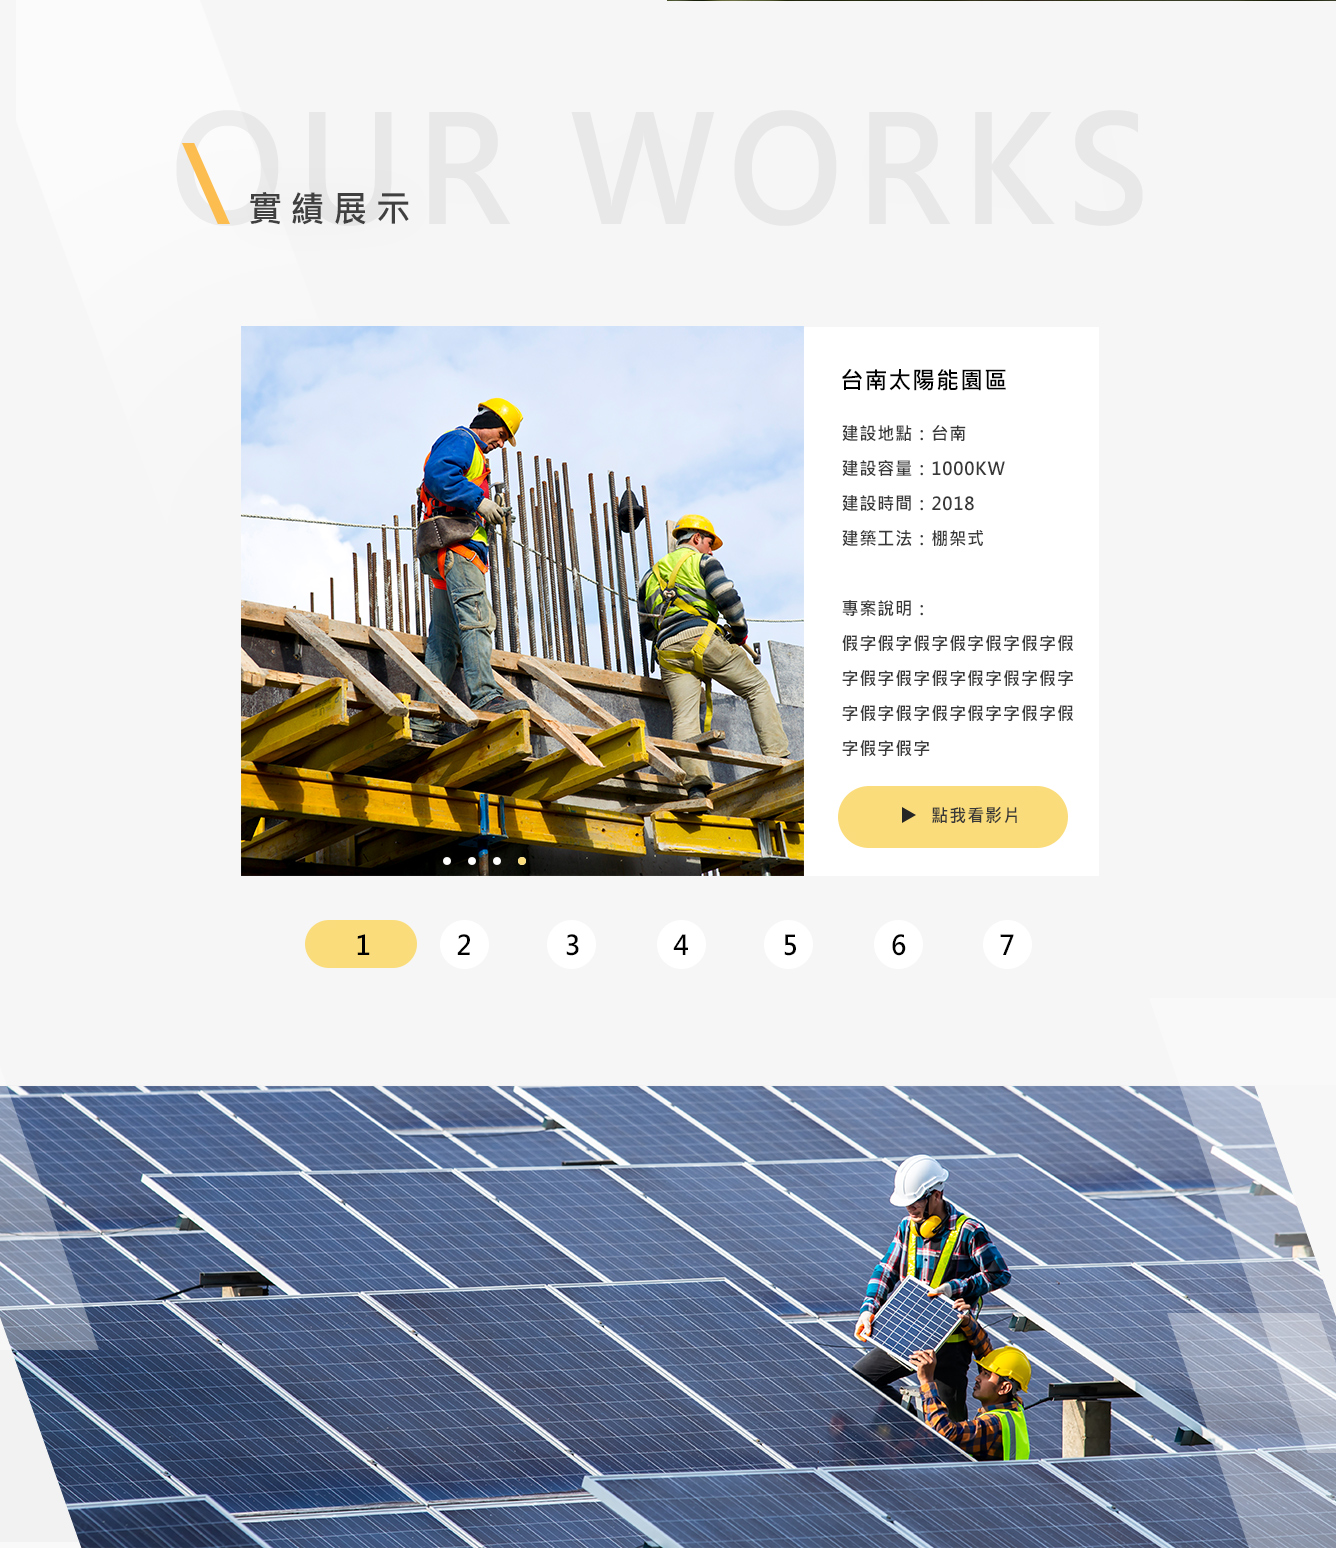 OUR WORKS
實績展示
台南太陽能園區
建設地點：台南
建設容量：1000KW
建設時間：2018
建築工法：棚架式
專案說明：
假字假字假字假字假字假字假
字假字假字假字假字假字假字
字假字假字假字假字字假字假
字假字假字
▶ 點我看影片
1 2 3 4 5 6 7